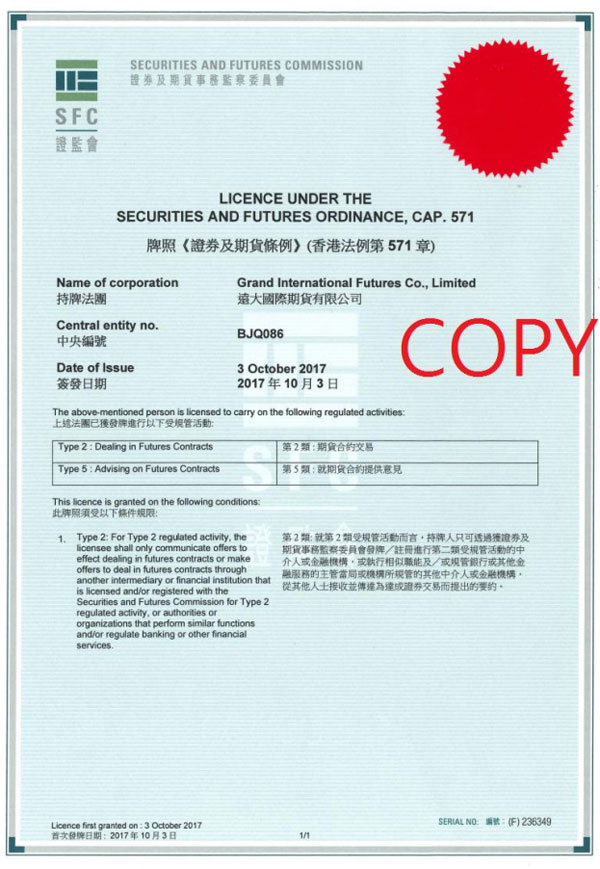 SECURITIES AND FUTURES COMMISSION
證券及期貨事務監察委員會
SFC
證監會
LICENCE UNDER THE
SECURITIES AND FUTURES ORDINANCE, CAP. 571
牌照《證券及期貨條例》(香港法例第 571 章)
Name of corporation Grand International Futures Co., Limited
持牌法團 遠大國際期貨有限公司
Central entity no. BJQ086
中央編號
COPY
Date of Issue 3 October 2017
簽發日期 2017 年 10 月 3 日
The above-mentioned person is licensed to carry on the following regulated activities:
上述法團已獲發牌進行以下受規管活動:
Type 2 : Dealing in Futures Contracts 第 2 類 : 期貨合約交易
Type 5 : Advising on Futures Contracts 第 5 類 : 就期貨合約提供意見
SFC
證監會
This licence is granted on the following conditions:
此牌照須受以下條件規限:
1. Type 2: For Type 2 regulated activity, the
licensee shall only communicate offers to
effect dealing in futures contracts or make
offers to deal in futures contracts through
another intermediary or financial institution that
is licensed and/or registered with the
Securities and Futures Commission for Type 2
regulated activity, or authorities or
organizations that perform similar functions
and/or regulate banking or other financial
services.
第 2 類: 就第 2 類受規管活動而言，持牌人只可透過獲證券及
期貨事務監察委員會發牌／註冊進行第二類受規管活動的中
介人或金融機構，或執行相似職能及／或規管銀行或其他金
融服務的主管當局或機構所規管的其他中介人或金融機構，
從其他人士接收並傳達為達成證券交易而提出的要約。
Licence first granted on : 3 October 2017
首次發牌日期 : 2017 年 10 月 3 日
1/1
SERIAL NO: 編號 : (F) 236349